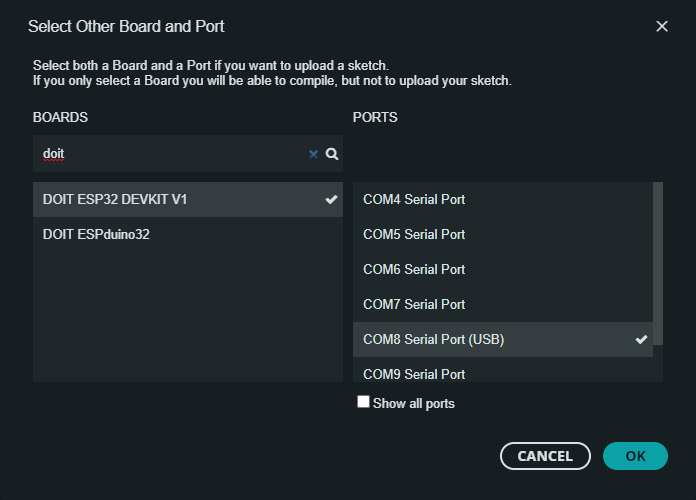 Select Other Board and Port
Select both a Board and a Port if you want to upload a sketch.
If you only select a Board you will be able to compile, but not to upload your sketch.
BOARDS
doit
DOIT ESP32 DEVKIT V1
DOIT ESPduino32
PORTS
COM4 Serial Port
COM5 Serial Port
COM6 Serial Port
COM7 Serial Port
COM8 Serial Port (USB)
COM9 Serial Port
Show all ports
CANCEL
OK